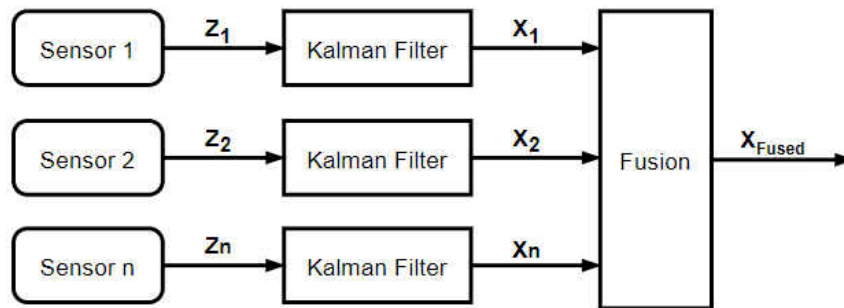 Sensor 1
Z1
Kalman Filter
X1
Sensor 2
Z2
Kalman Filter
X2
Fusion
XFused
Sensor n
Zn
Kalman Filter
Xn